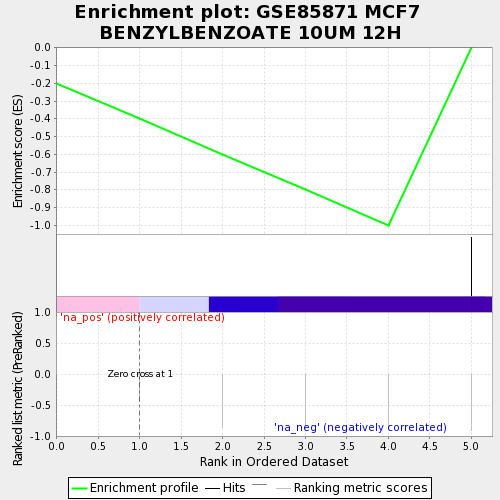 Enrichment plot: GSE85871 MCF7
BENZYLBENZOATE 10UM 12H
Enrichment score (ES)
0.0
-0.1
-0.2
-0.3
-0.4
-0.5
-0.6
-0.7
-0.8
-0.9
-1.0
Ranked list metric (PreRanked)
1.0
0.5
0.0
-0.5
-1.0
'na_pos' (positively correlated)
Zero cross at 1
'na_neg' (negatively correlated)
0.0 0.5 1.0 1.5 2.0 2.5 3.0 3.5 4.0 4.5 5.0
Rank in Ordered Dataset
Enrichment profile Hits Ranking metric scores